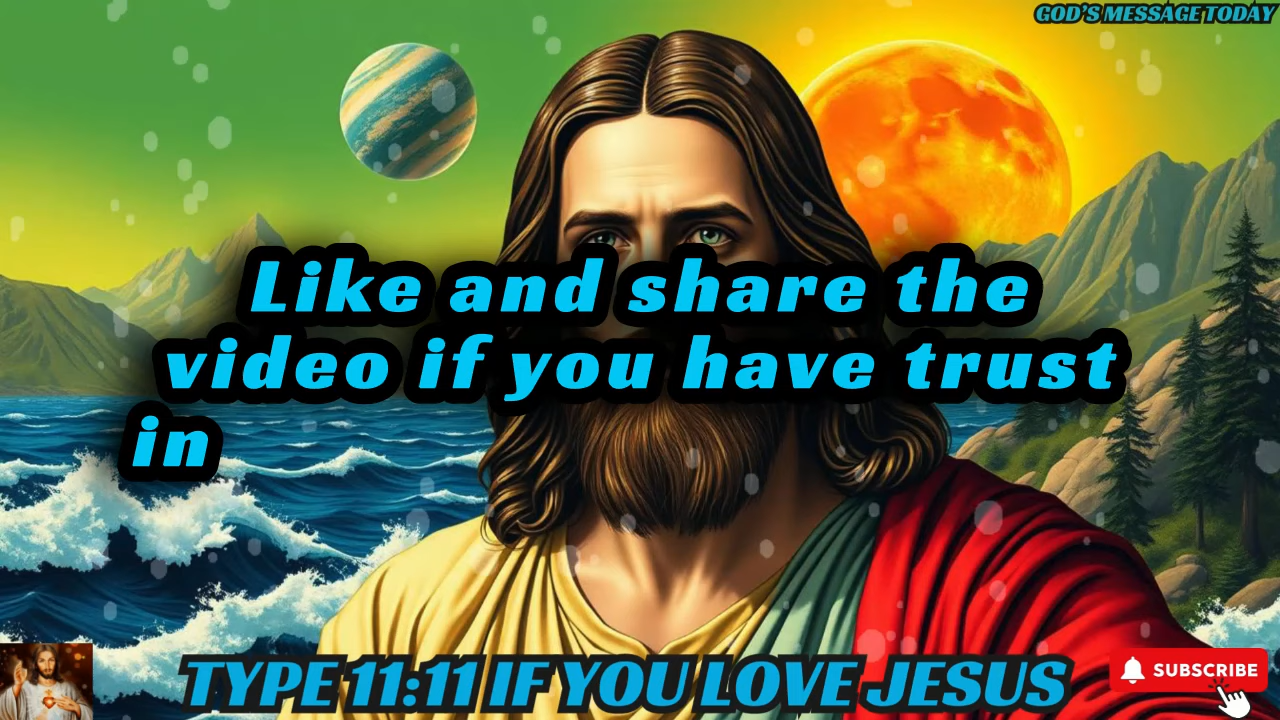 GOD'S MESSAGE TODAY
Like and share the
video if you have trust
in
TYPE 11:11 IF YOU LOVE JESUS
SUBSCRIBE